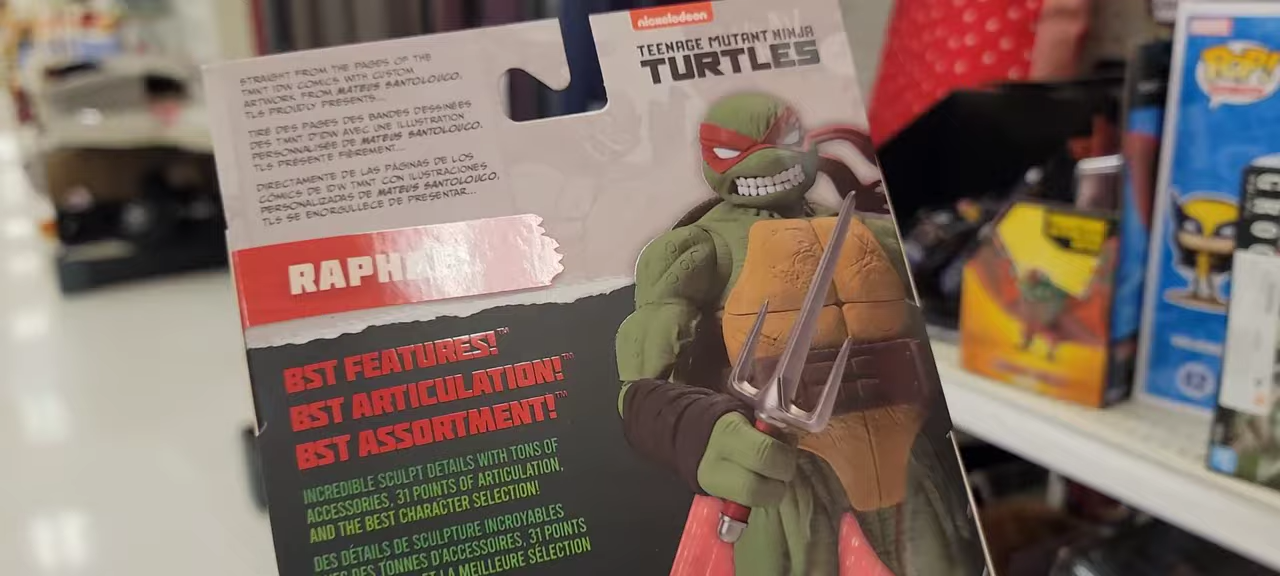 nickelodeon
TEENAGE MUTANT NINJA
TURTLES
STRAIGHT FROM THE PAGES OF THE
TMNT IDW COMICS WITH CUSTOM
ARTWORK FROM MATEUS SANTOLOUCO,
TLS PROUDLY PRESENTS...
TIRÉ DES PAGES DES BANDES DESSINÉES
DES TMNT D'IDW AVEC UNE ILLUSTRATION
PERSONNALISÉE DE MATEUS SANTOLOUCO,
TLS PRÉSENTE FIÈREMENT...
DIRECTAMENTE DE LAS PÁGINAS DE LOS
CÓMICS DE IDW TMNT CON ILUSTRACIONES
PERSONALIZADAS DE MATEUS SANTOLOUCO,
TLS SE ENORGULLECE DE PRESENTAR...
BST FEATURES!™
BST ARTICULATION!™
BST ASSORTMENT!™
INCREDIBLE SCULPT DETAILS WITH TONS OF
ACCESSORIES, 31 POINTS OF ARTICULATION,
AND THE BEST CHARACTER SELECTION!
DES DÉTAILS DE SCULPTURE INCROYABLES
DES TONNES D'ACCESSOIRES, 31 POINTS
ET LA MEILLEURE SÉLECTION
POP!